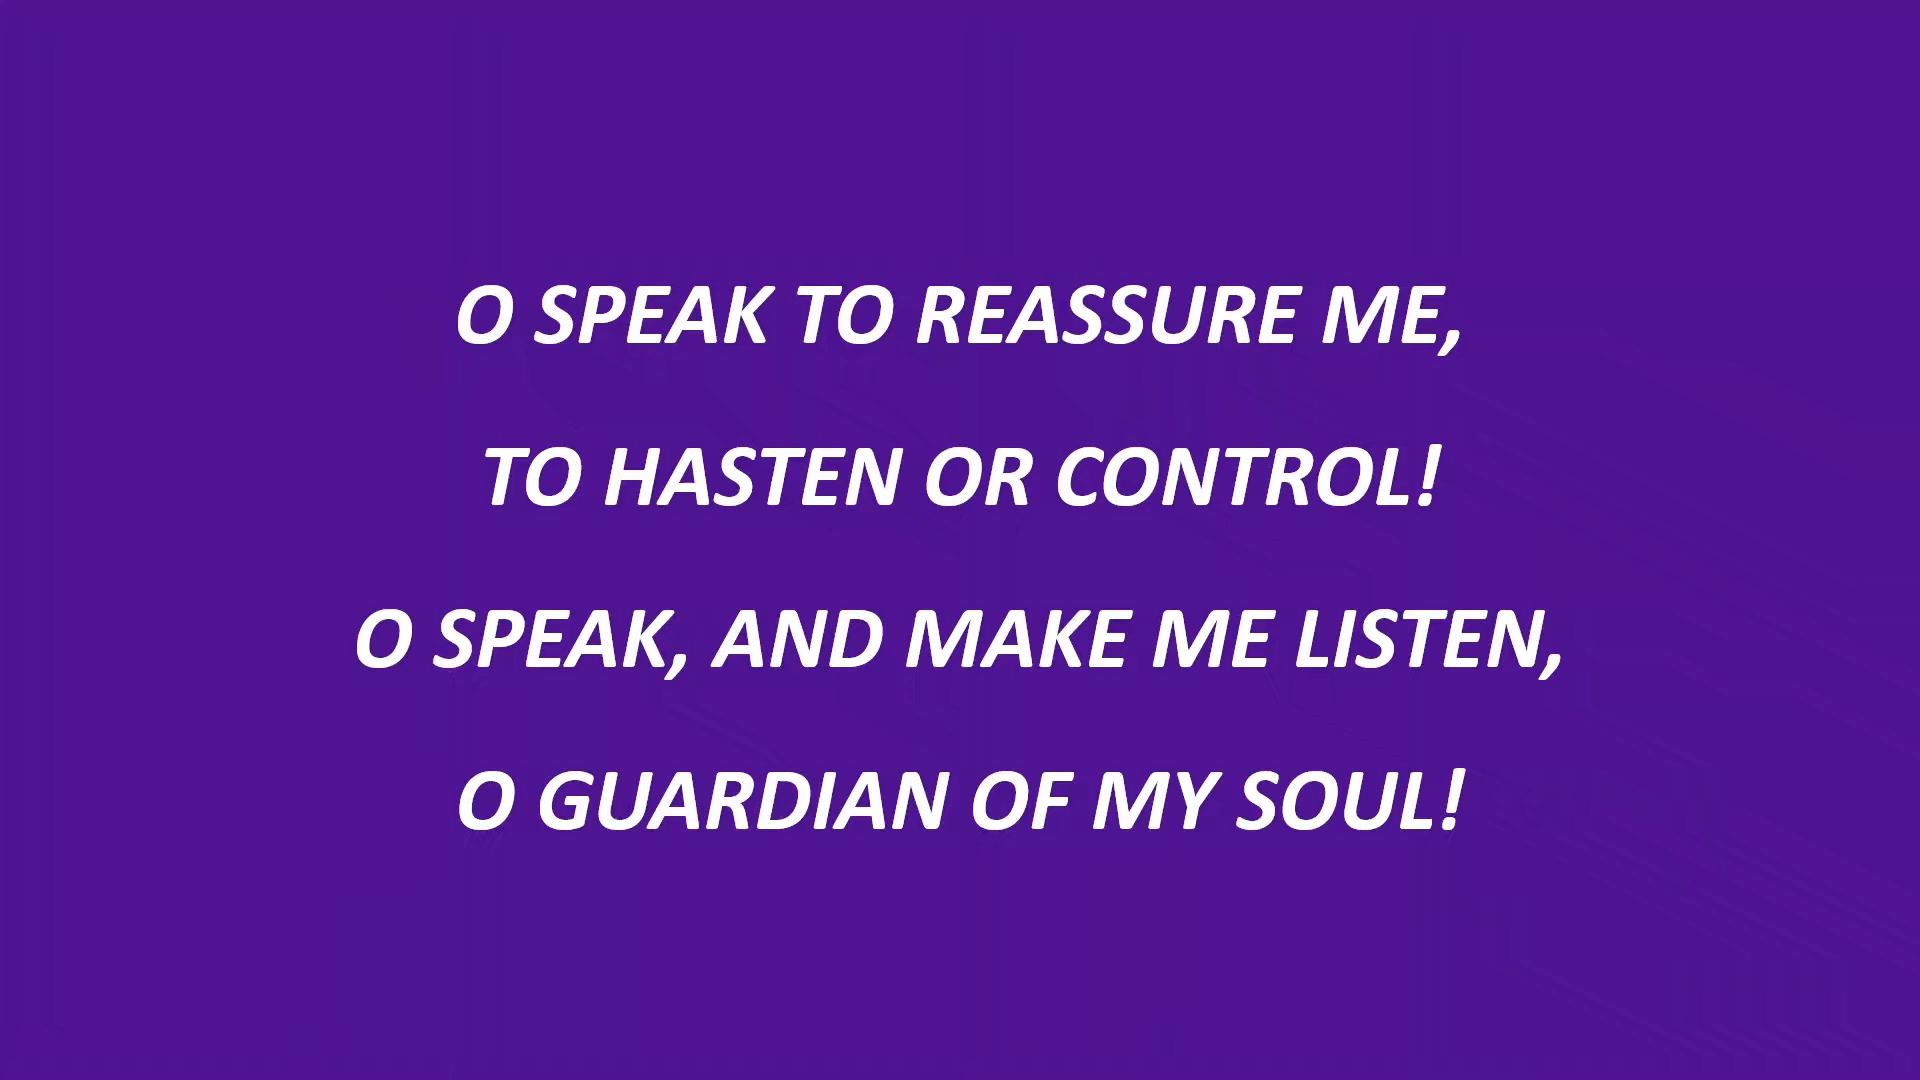 O SPEAK TO REASSURE ME,
TO HASTEN OR CONTROL!
O SPEAK, AND MAKE ME LISTEN,
O GUARDIAN OF MY SOUL!